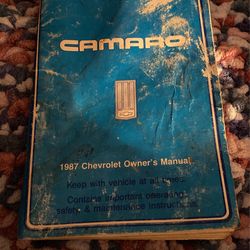 CAMARO
1987 Chevrolet Owner's Manual
Keep with vehicle at all times.
Contains important operating,
safety & maintenance instructions.